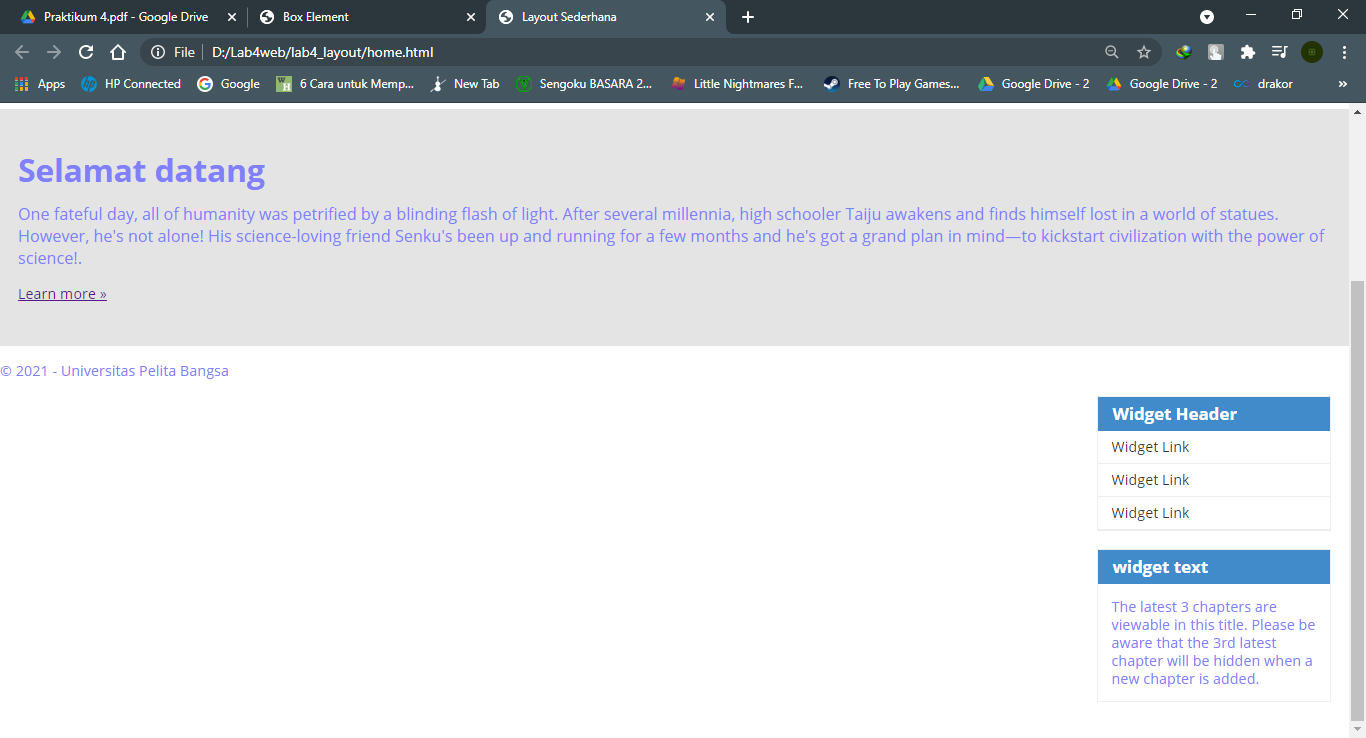 Praktikum 4.pdf - Google Drive
Box Element
Layout Sederhana
File
D:/Lab4web/lab4_layout/home.html
Apps
HP Connected
Google
6 Cara untuk Memp...
New Tab
Sengoku BASARA 2...
Little Nightmares F...
Free To Play Games...
Google Drive - 2
Google Drive - 2
drakor
»
Selamat datang
One fateful day, all of humanity was petrified by a blinding flash of light. After several millennia, high schooler Taiju awakens and finds himself lost in a world of statues.
However, he's not alone! His science-loving friend Senku's been up and running for a few months and he's got a grand plan in mind—to kickstart civilization with the power of
science!.
Learn more »
© 2021 - Universitas Pelita Bangsa
Widget Header
Widget Link
Widget Link
Widget Link
widget text
The latest 3 chapters are
viewable in this title. Please be
aware that the 3rd latest
chapter will be hidden when a
new chapter is added.